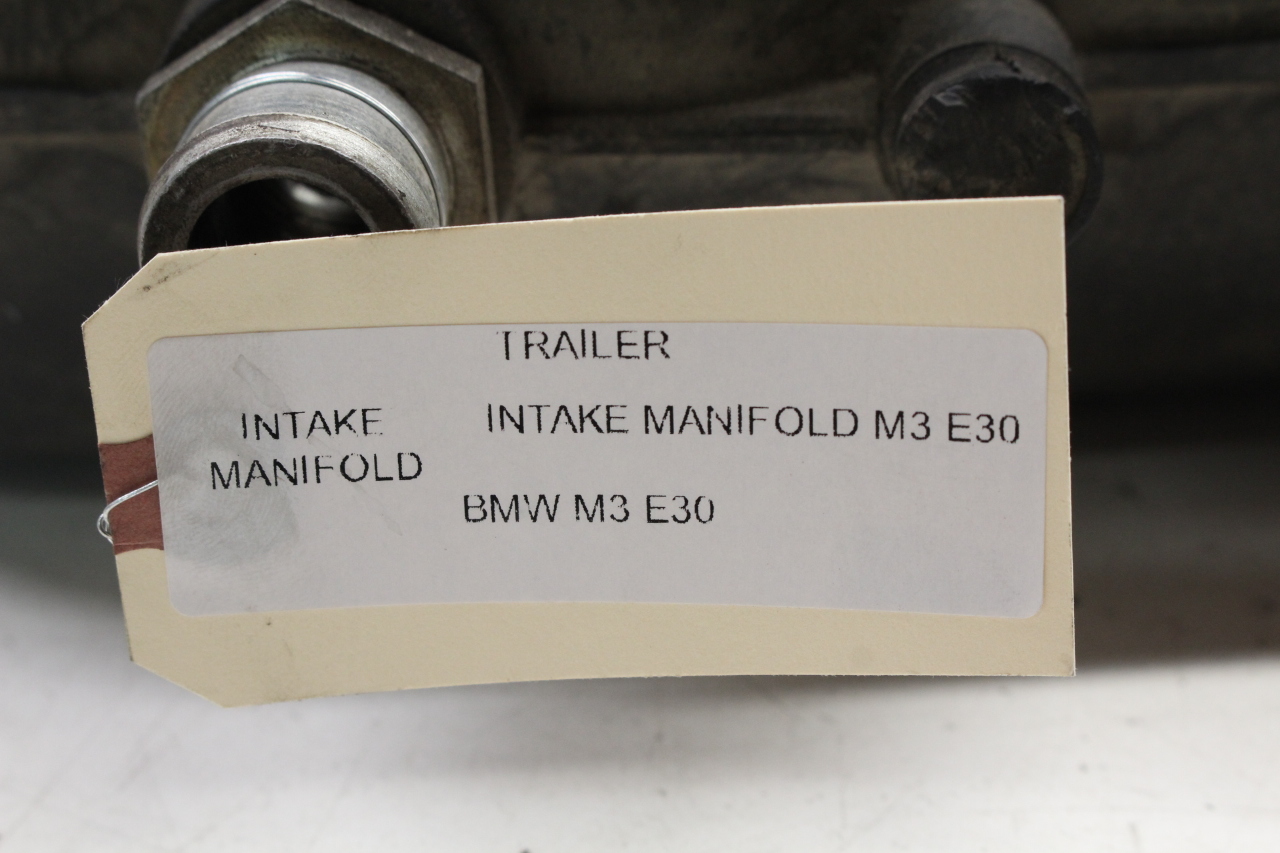 TRAILER
INTAKE MANIFOLD
INTAKE MANIFOLD M3 E30
BMW M3 E30